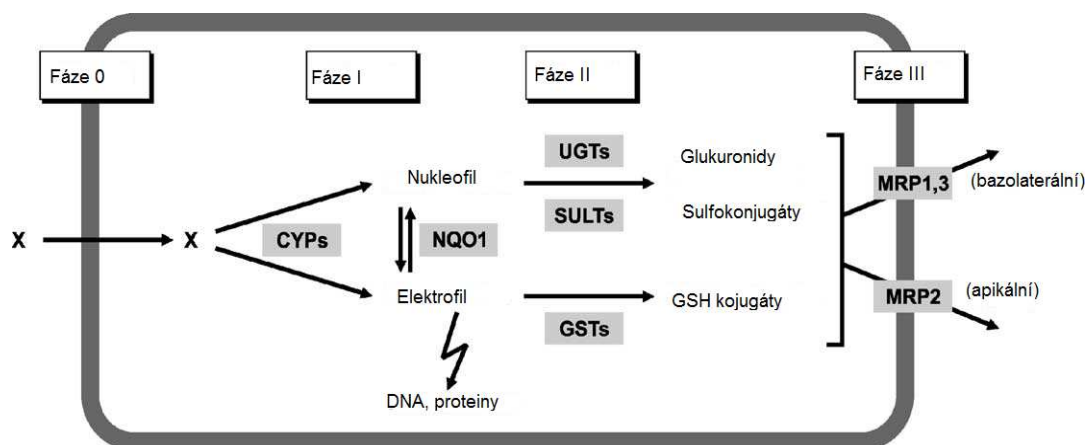 Fáze 0
Fáze I
Fáze II
Fáze III
UGTs
Glukuronidy
Nukleofil
MRP1,3
(bazolaterální)
SULTs
Sulfokonjugáty
X
X
CYPs
NQO1
Elektrofil
GSH kojugáty
MRP2
(apikální)
GSTs
DNA, proteiny